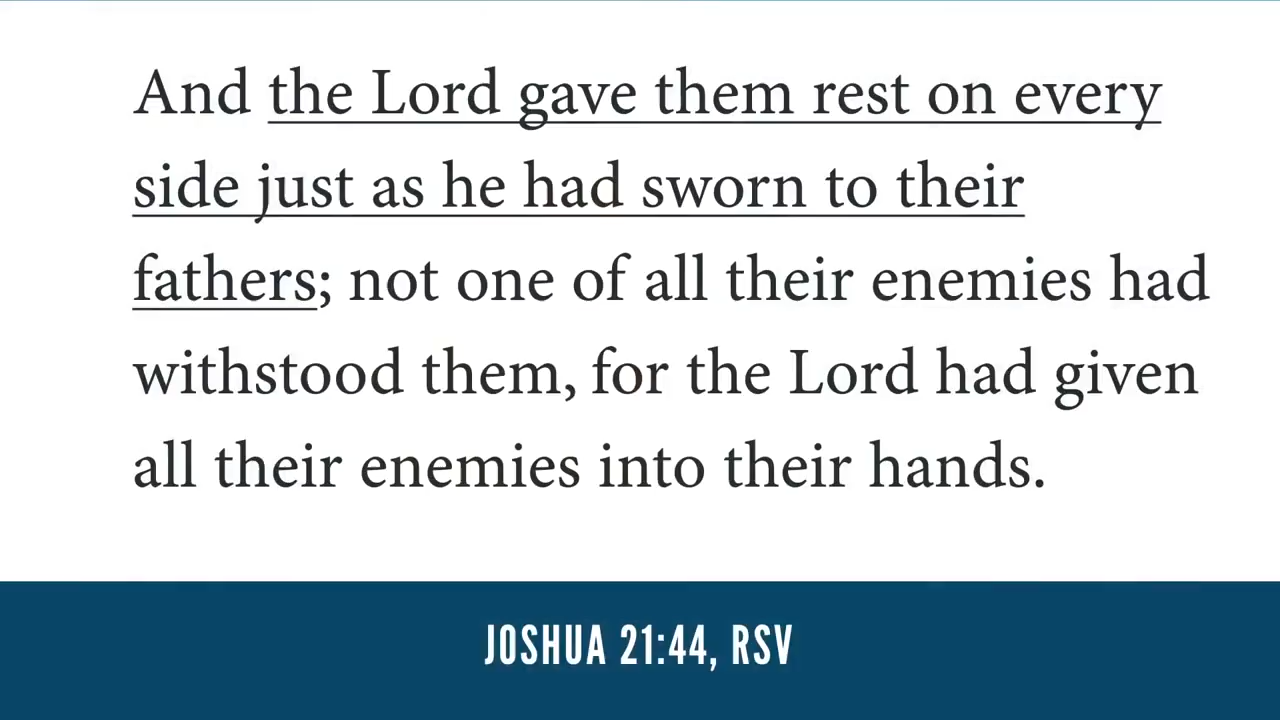 And the Lord gave them rest on every
side just as he had sworn to their
fathers; not one of all their enemies had
withstood them, for the Lord had given
all their enemies into their hands.
JOSHUA 21:44, RSV